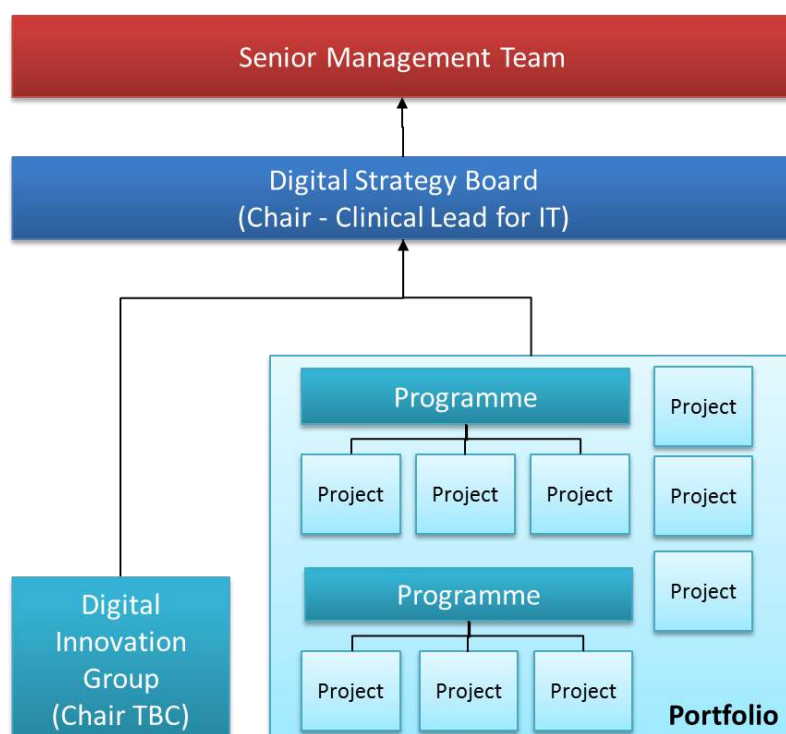 Senior Management Team
Digital Strategy Board
(Chair - Clinical Lead for IT)
Programme
Project
Project
Project
Project
Project
Project
Programme
Project
Project
Project
Digital
Innovation
Group
(Chair TBC)
Portfolio